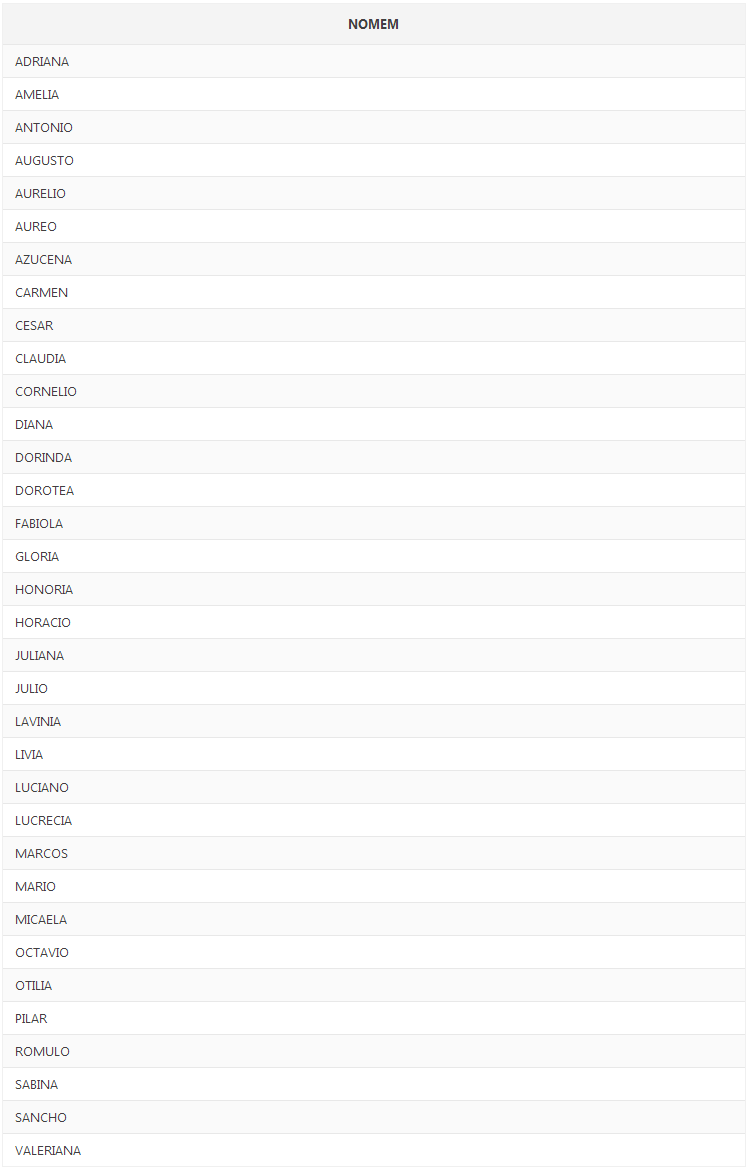 NOMEM
ADRIANA
AMELIA
ANTONIO
AUGUSTO
AURELIO
AUREO
AZUCENA
CARMEN
CESAR
CLAUDIA
CORNELIO
DIANA
DORINDA
DOROTEA
FABIOLA
GLORIA
HONORIA
HORACIO
JULIANA
JULIO
LAVINIA
LIVIA
LUCIANO
LUCRECIA
MARCOS
MARIO
MICAELA
OCTAVIO
OTILIA
PILAR
ROMULO
SABINA
SANCHO
VALERIANA